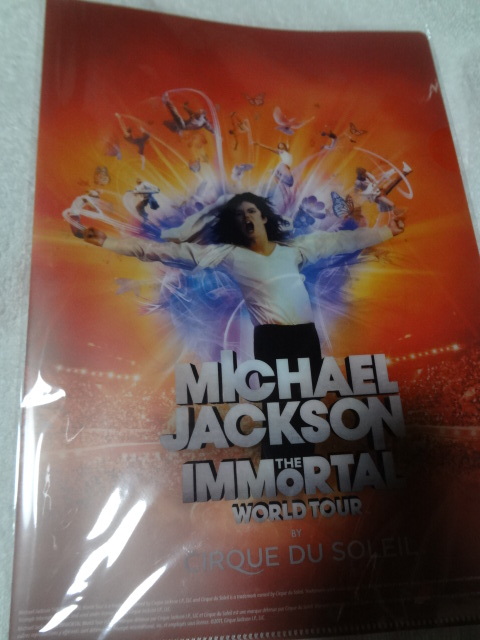 MICHAEL
JACKSON
THE
IMMORTAL
WORLD TOUR
BY
CIRQUE DU SOLEIL